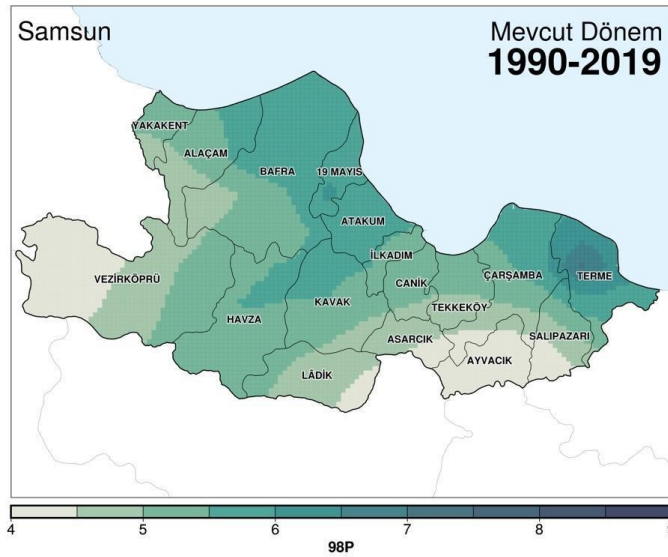 Samsun
Mevcut Dönem
1990-2019
YAKAKENT
ALAÇAM
BAFRA
19 MAYIS
ATAKUM
İLKADIM
VEZİRKÖPRÜ
CANİK
ÇARŞAMBA
TERME
KAVAK
TEKKEKÖY
HAVZA
SALIPAZARI
ASARCIK
AYVACIK
LÂDİK
4 5 6 7 8
98P